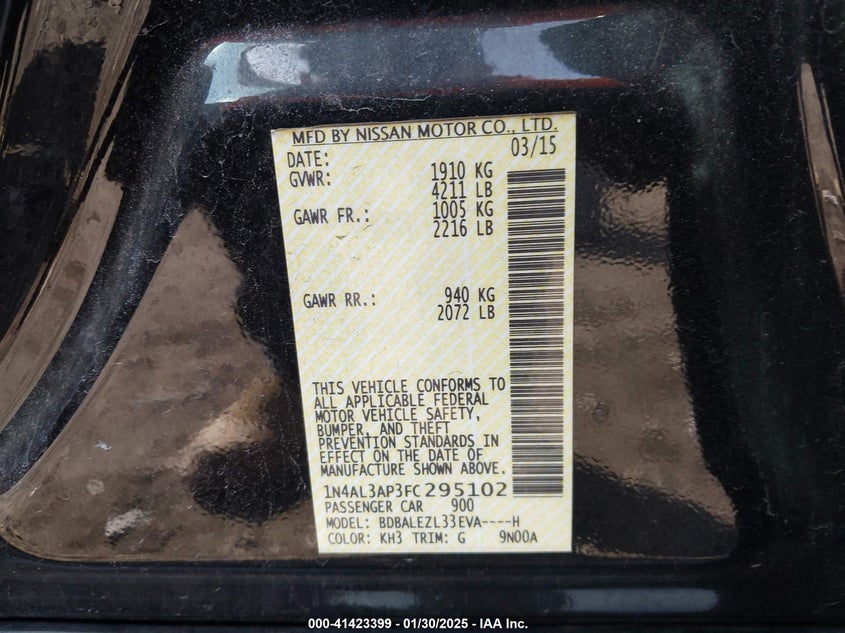 MFD BY NISSAN MOTOR CO., LTD.
DATE: 03/15
GVWR: 1910 KG
4211 LB
GAWR FR.: 1005 KG
2216 LB
GAWR RR.: 940 KG
2072 LB
THIS VEHICLE CONFORMS TO
ALL APPLICABLE FEDERAL
MOTOR VEHICLE SAFETY,
BUMPER, AND THEFT
PREVENTION STANDARDS IN
EFFECT ON THE DATE OF
MANUFACTURE SHOWN ABOVE.
1N4AL3AP3FC295102
PASSENGER CAR 900
MODEL: BDBALEZL33EVA----H
COLOR: KH3 TRIM: G 9N00A
000-41423399 - 01/30/2025 - IAA Inc.